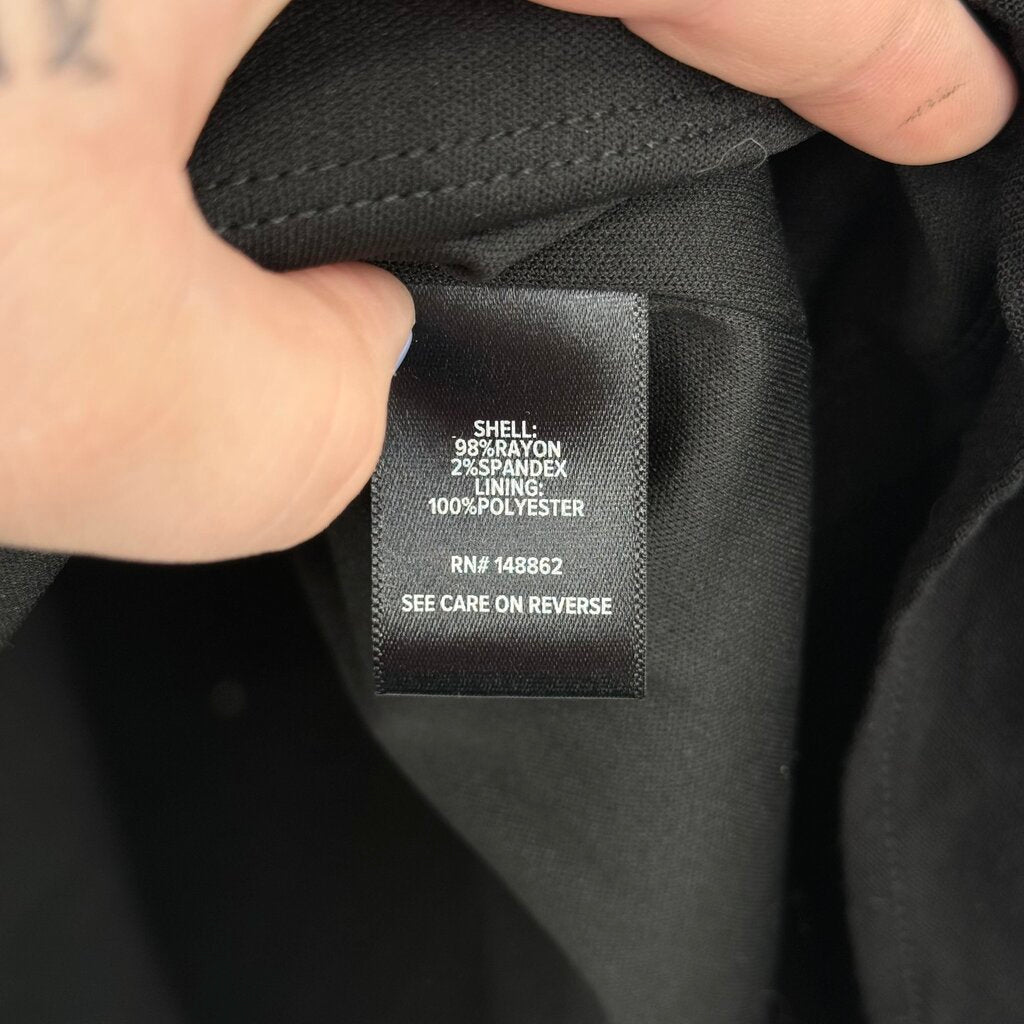 SHELL:
98%RAYON
2%SPANDEX
LINING:
100%POLYESTER
RN# 148862
SEE CARE ON REVERSE